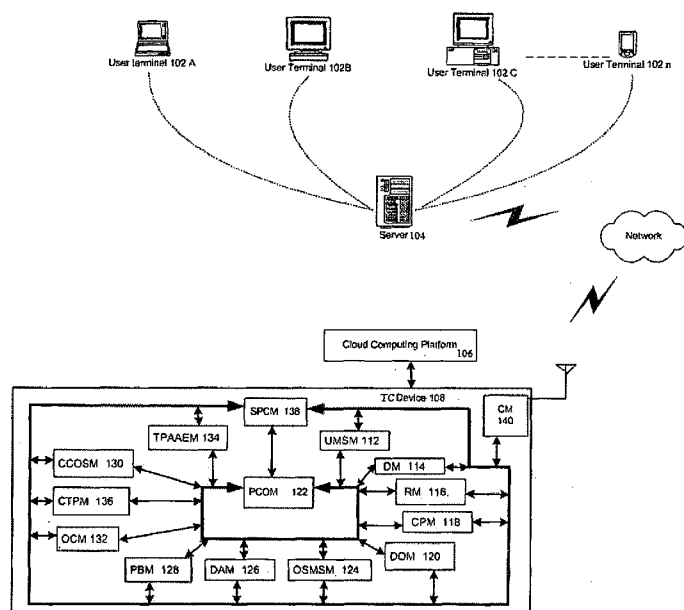 User terminal 102 A
User Terminal 102B
User Terminal 102 C
User Terminal 102 n
Server 104
Network
Cloud Computing Platform
106
TC Device 108
SPCM 138
CM
140
TPAAEM 134
UMSM 112
CCOSM 130
DM 114
PCOM 122
RM 116
CTPM 136
CPM 118
OCM 132
DOM 120
PBM 128
DAM 126
OSMSM 124